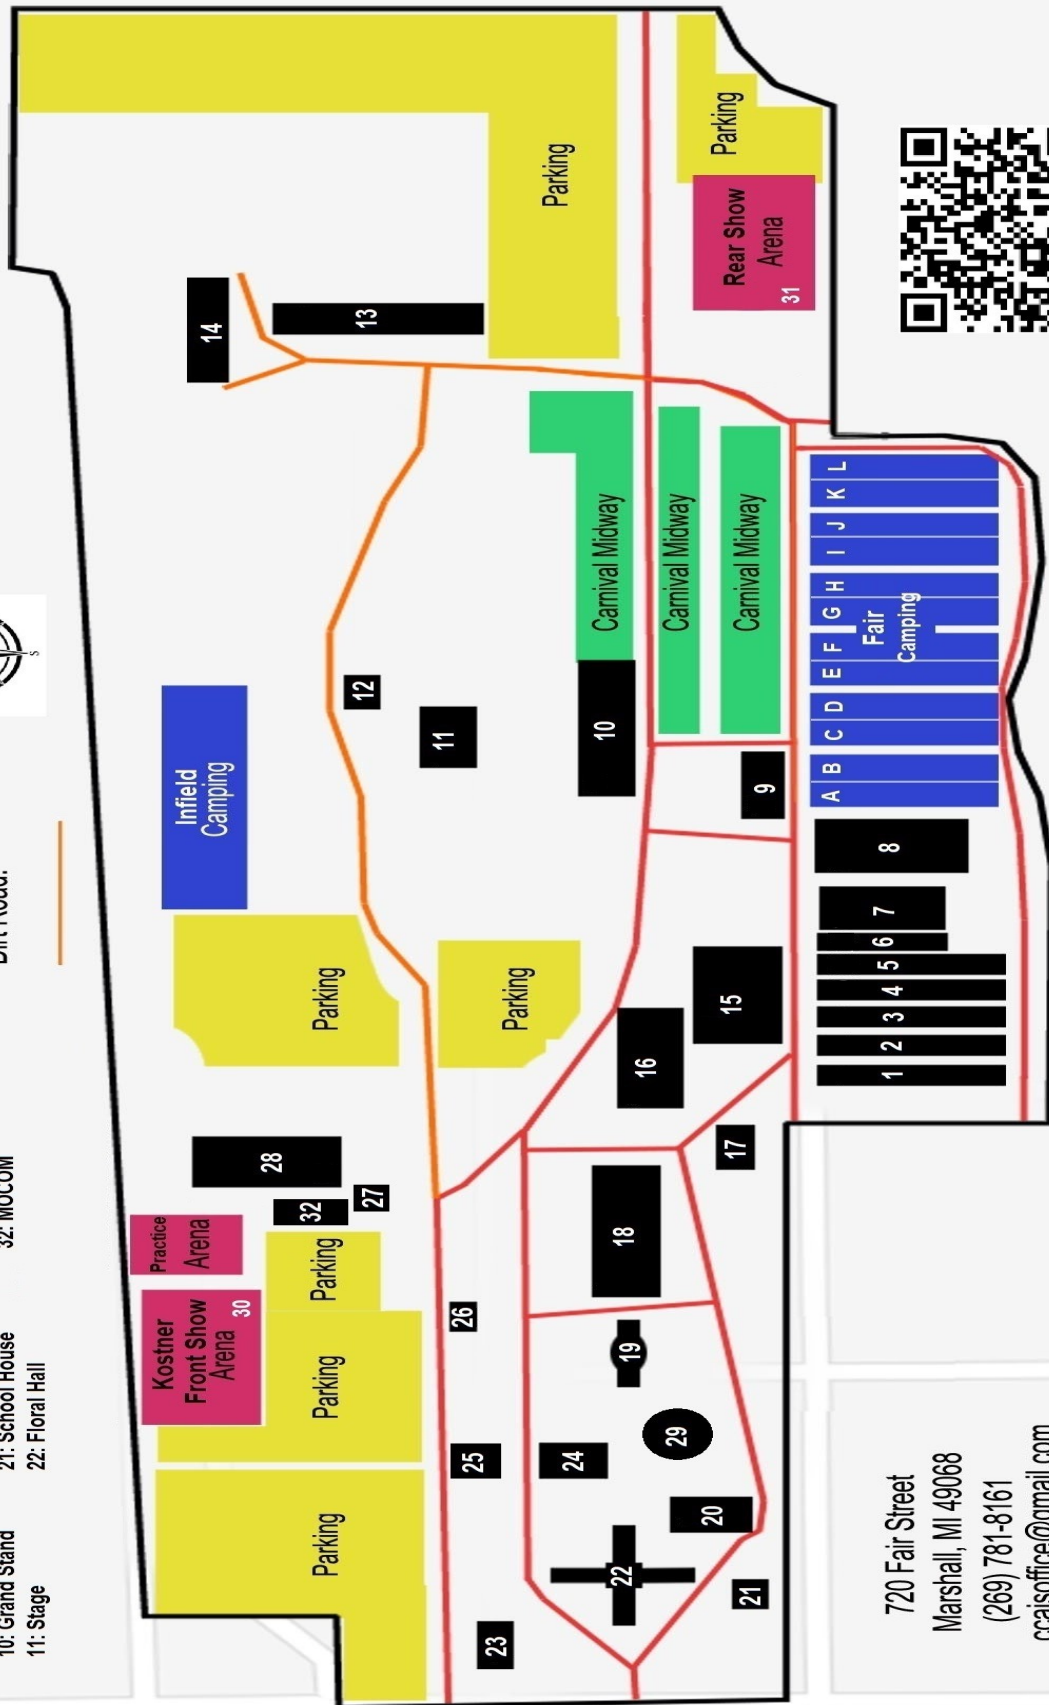 10: Grand Stand
11: Stage
21: School House
22: Floral Hall
32: MOCOM
S
Parking
Kostner
Front Show
Arena
30
Practice
Arena
Parking
Parking
32
27
28
Parking
Parking
Infield
Camping
12
11
14
13
Parking
Parking
Rear Show
Arena
31
23
25
26
22
24
20
21
29
19
18
17
16
15
10
9
Carnival Midway
Carnival Midway
Carnival Midway
1 2 3 4 5 6 7 8
A B C D E F G H I J K L
Fair
Camping
720 Fair Street
Marshall, MI 49068
(269) 781-8161
ccaisoffice@gmail.com